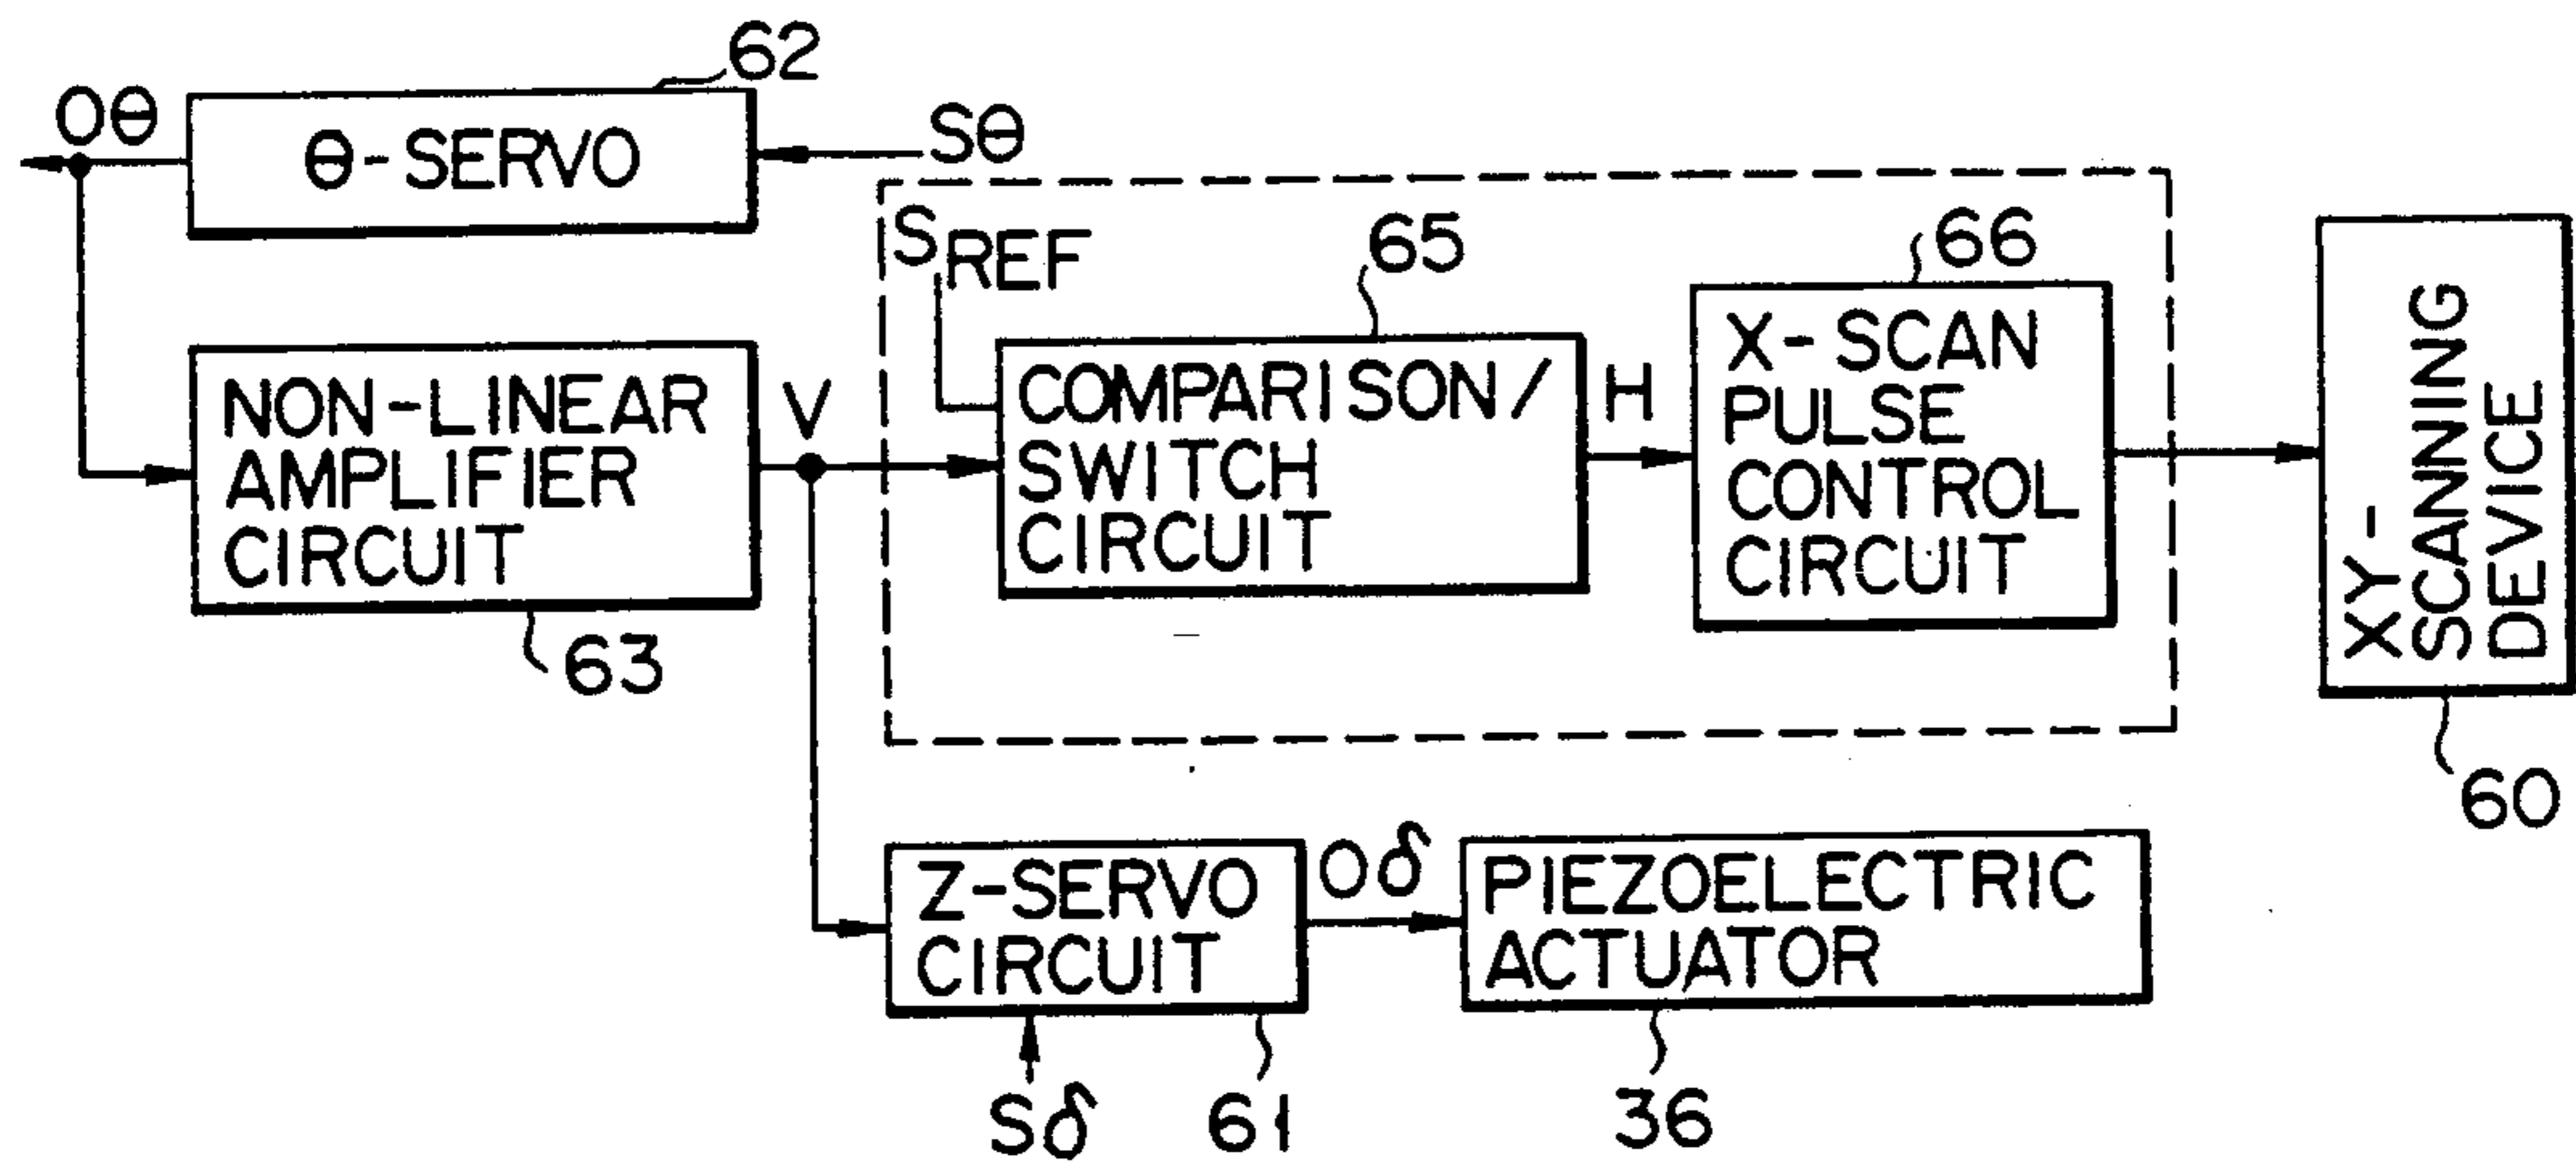 62
Oθ
θ-SERVO
Sθ
S REF
65
66
NON-LINEAR
AMPLIFIER
CIRCUIT
V
COMPARISON/
SWITCH
CIRCUIT
H
X-SCAN
PULSE
CONTROL
CIRCUIT
XY-
SCANNING
DEVICE
63
60
Z-SERVO
CIRCUIT
Oδ
PIEZOELECTRIC
ACTUATOR
Sδ
61
36